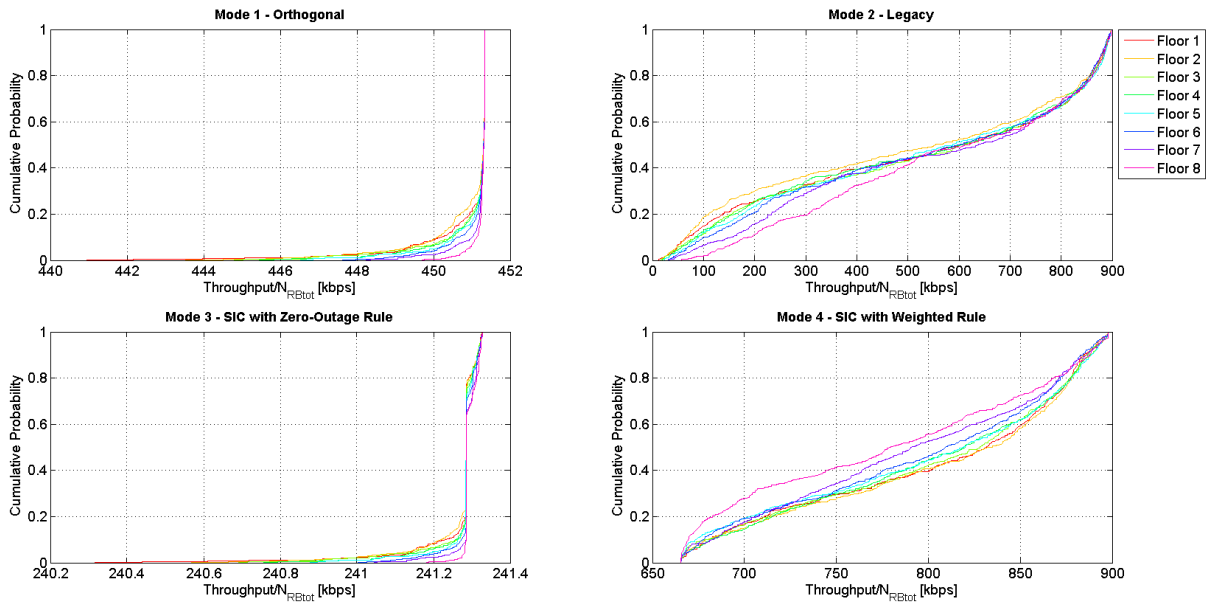 Mode 1 - Orthogonal
Cumulative Probability
1
0.8
0.6
0.4
0.2
0
440 442 444 446 448 450 452
Throughput/N_RBtot [kbps]
Mode 2 - Legacy
Cumulative Probability
1
0.8
0.6
0.4
0.2
0
0 100 200 300 400 500 600 700 800 900
Throughput/N_RBtot [kbps]
Floor 1
Floor 2
Floor 3
Floor 4
Floor 5
Floor 6
Floor 7
Floor 8
Mode 3 - SIC with Zero-Outage Rule
Cumulative Probability
1
0.8
0.6
0.4
0.2
0
240.2 240.4 240.6 240.8 241 241.2 241.4
Throughput/N_RBtot [kbps]
Mode 4 - SIC with Weighted Rule
Cumulative Probability
1
0.8
0.6
0.4
0.2
0
650 700 750 800 850 900
Throughput/N_RBtot [kbps]